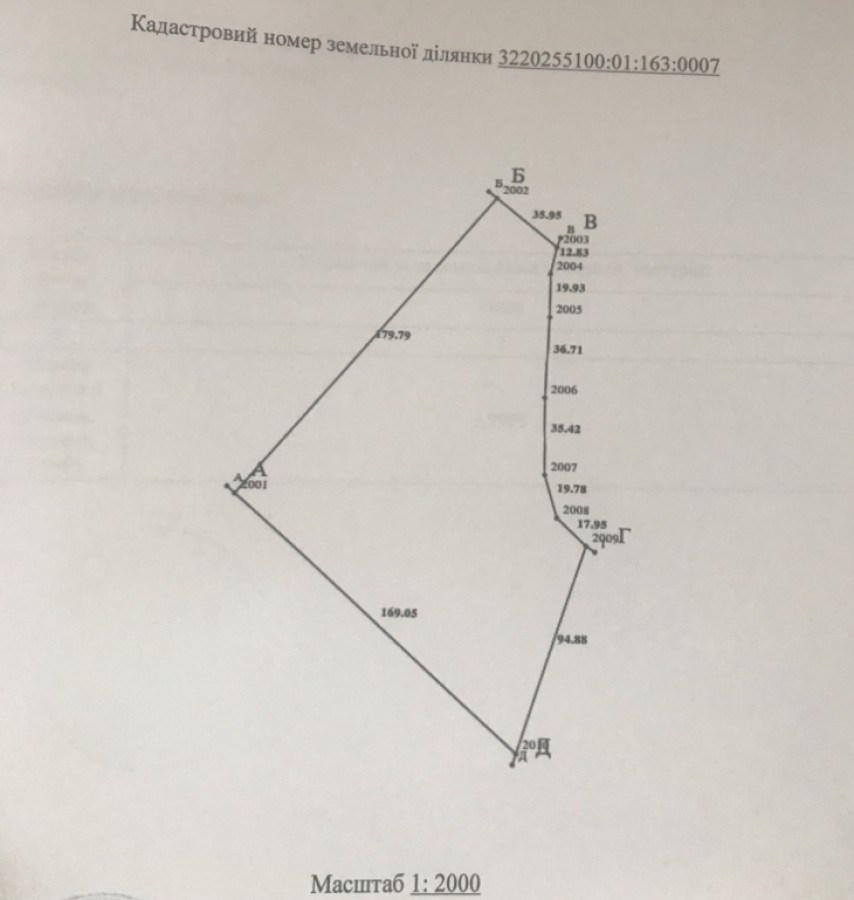 Кадастровий номер земельної ділянки 3220255100:01:163:0007
Б Б
2002
35.95
В В
2003
12.83
2004
19.93
2005
179.79
36.71
2006
35.42
2007
А А
2001
19.78
2008
17.95
2009 Г
169.05
94.88
Д
Д
Масштаб 1: 2000